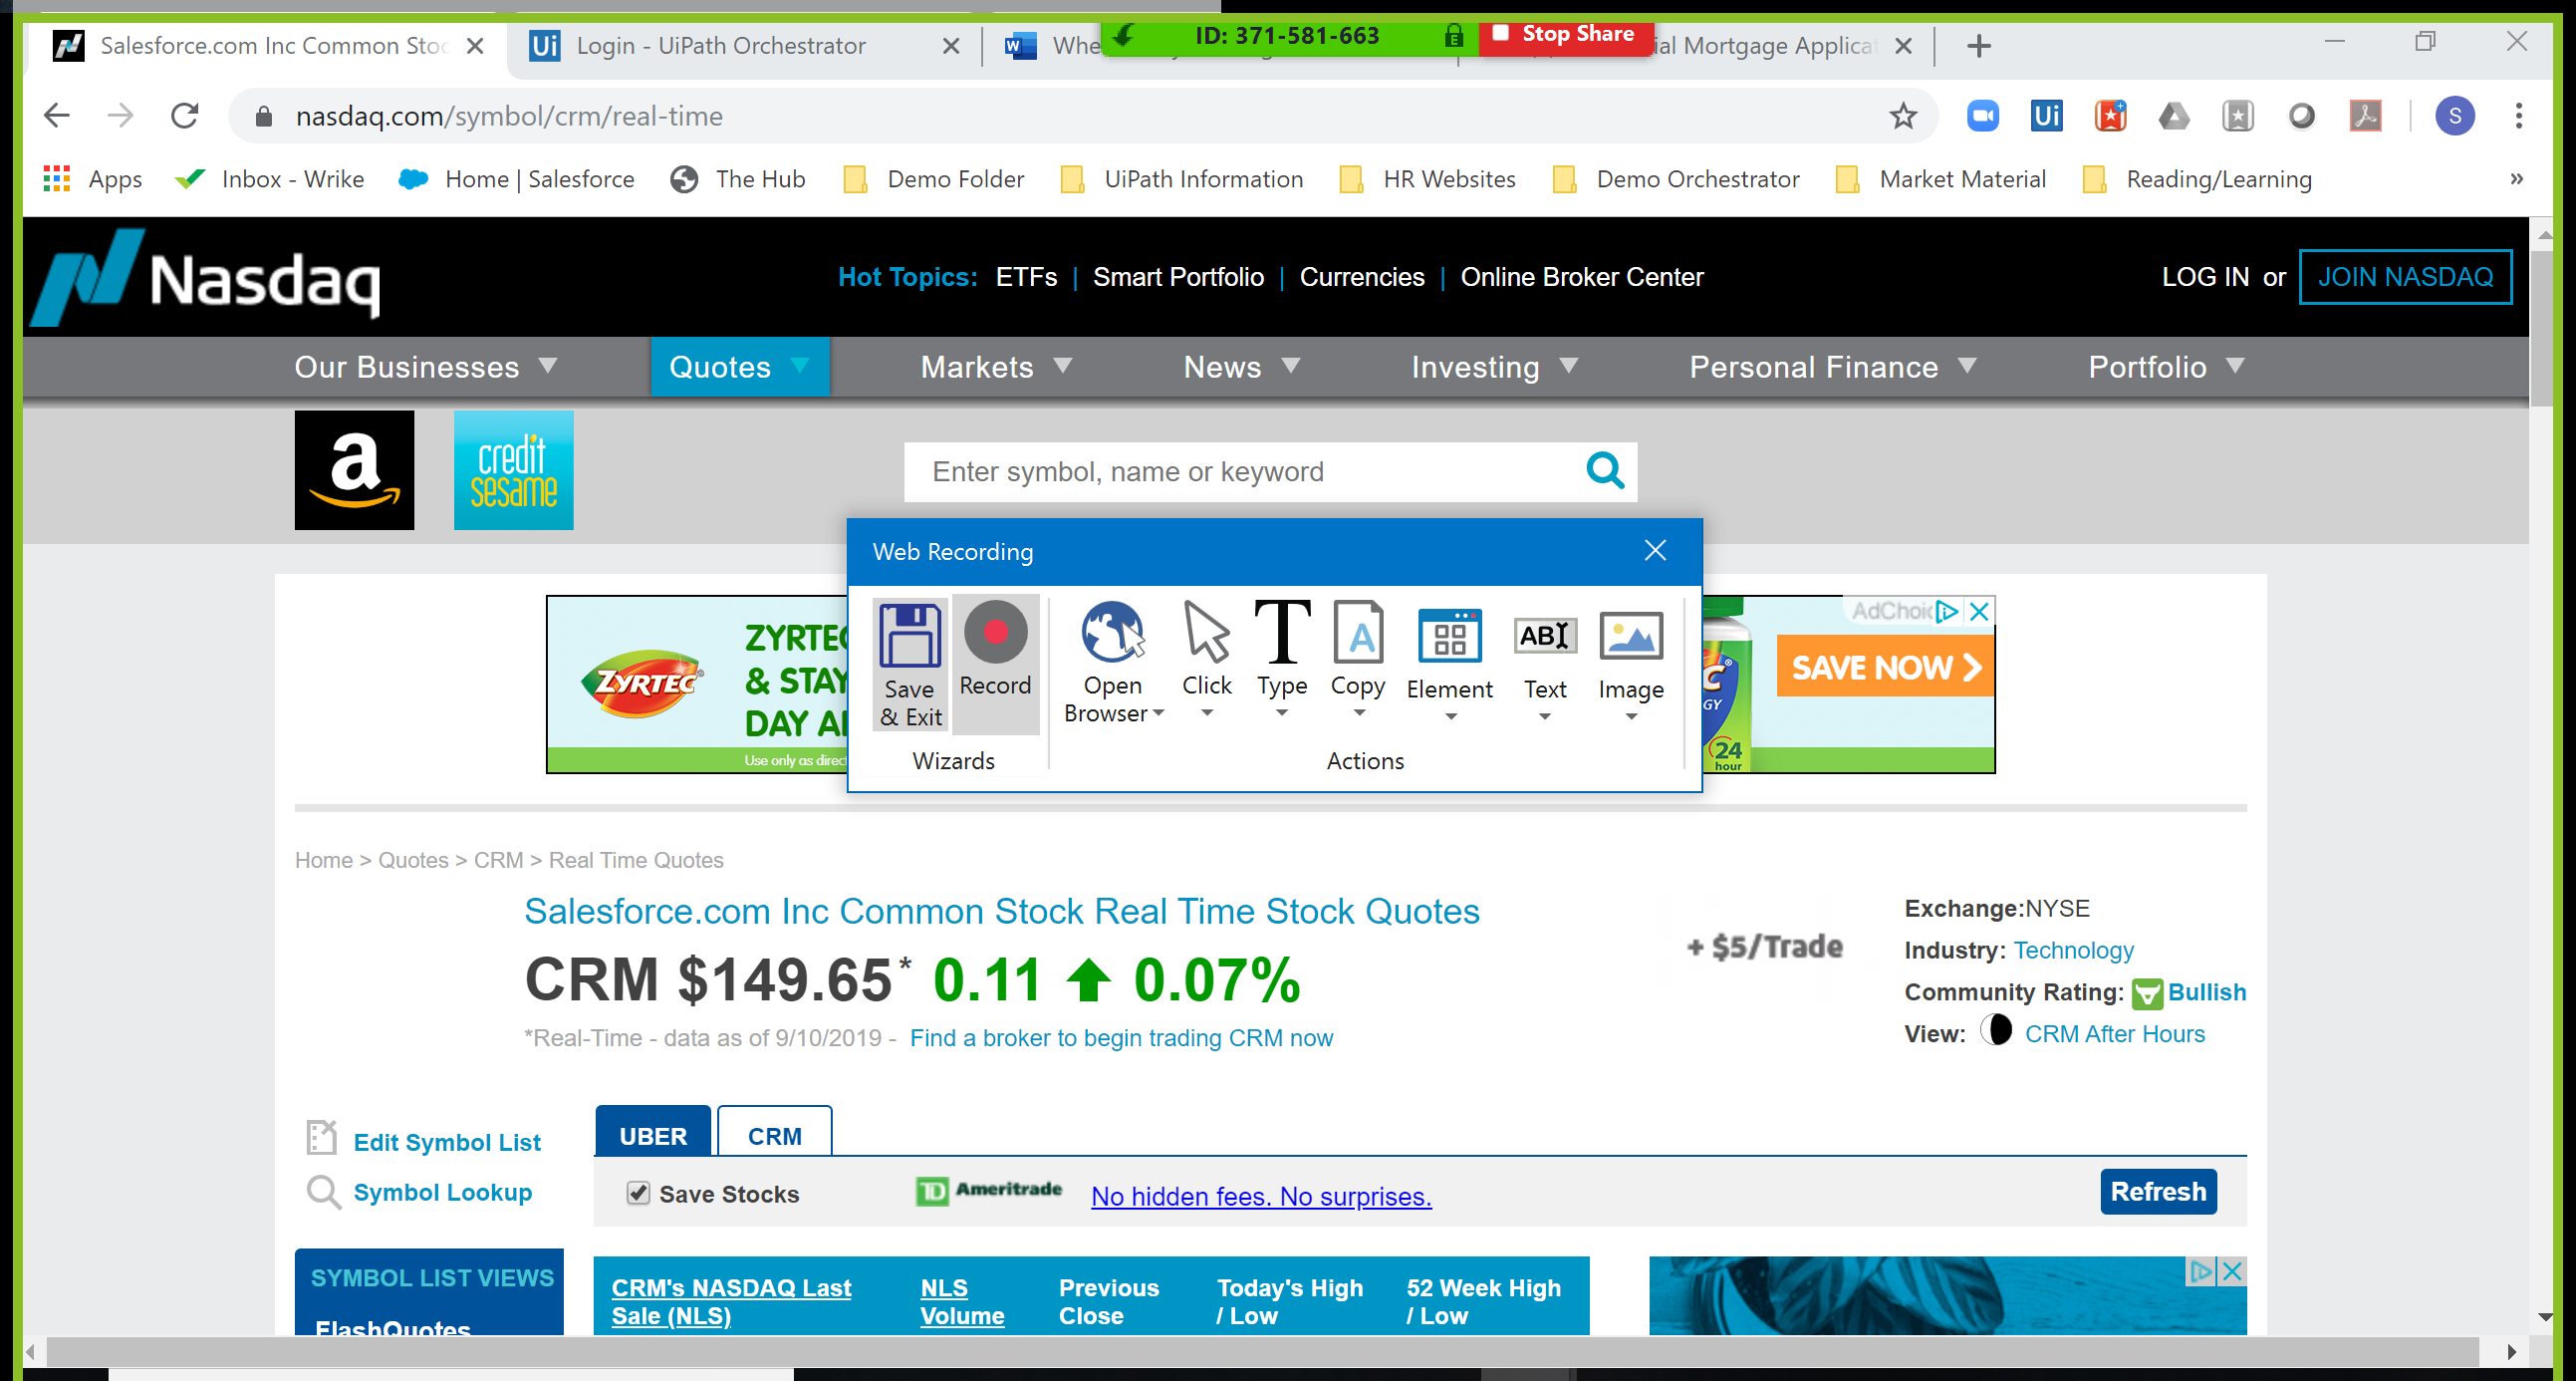 Salesforce.com Inc Common Stoc
Login - UiPath Orchestrator
Whe
ID: 371-581-663
Stop Share
ial Mortgage Applicat
nasdaq.com/symbol/crm/real-time
Ui
S
Apps
Inbox - Wrike
Home | Salesforce
The Hub
Demo Folder
UiPath Information
HR Websites
Demo Orchestrator
Market Material
Reading/Learning
»
Nasdaq
Hot Topics: ETFs | Smart Portfolio | Currencies | Online Broker Center
LOG IN or JOIN NASDAQ
Our Businesses
Quotes
Markets
News
Investing
Personal Finance
Portfolio
credit
sesame
Enter symbol, name or keyword
Web Recording
Save
& Exit
Record
Open
Browser
Click
Type
Copy
Element
Text
Image
Wizards
Actions
ZYRTEC
ZYRTEC
& STAY
DAY
Use only as direc
24
hour
AdChoic
SAVE NOW
Home > Quotes > CRM > Real Time Quotes
Salesforce.com Inc Common Stock Real Time Stock Quotes
CRM $149.65* 0.11 0.07%
*Real-Time - data as of 9/10/2019 - Find a broker to begin trading CRM now
+ $5/Trade
Exchange:NYSE
Industry: Technology
Community Rating: Bullish
View: CRM After Hours
Edit Symbol List
Symbol Lookup
UBER
CRM
Save Stocks
TD Ameritrade
No hidden fees. No surprises.
Refresh
SYMBOL LIST VIEWS
FlashQuotes
CRM's NASDAQ Last
Sale (NLS)
NLS
Volume
Previous
Close
Today's High
/ Low
52 Week High
/ Low